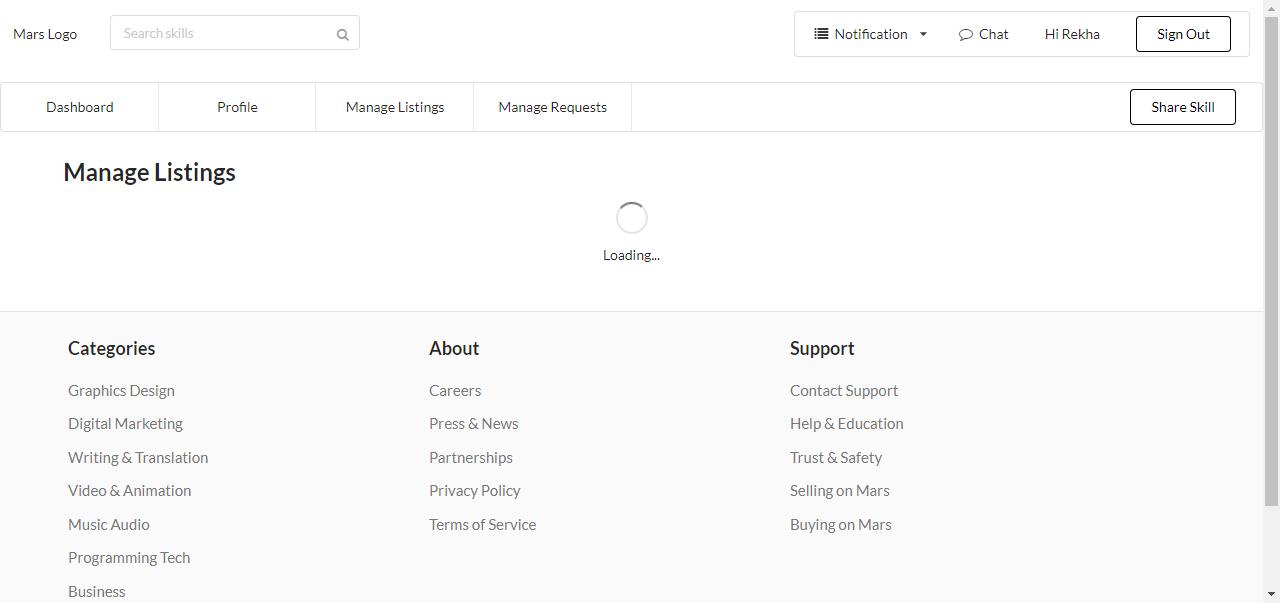 Mars Logo
Search skills
Notification
Chat
Hi Rekha
Sign Out
Dashboard
Profile
Manage Listings
Manage Requests
Share Skill
Manage Listings
Loading...
Categories
Graphics Design
Digital Marketing
Writing & Translation
Video & Animation
Music Audio
Programming Tech
Business
About
Careers
Press & News
Partnerships
Privacy Policy
Terms of Service
Support
Contact Support
Help & Education
Trust & Safety
Selling on Mars
Buying on Mars